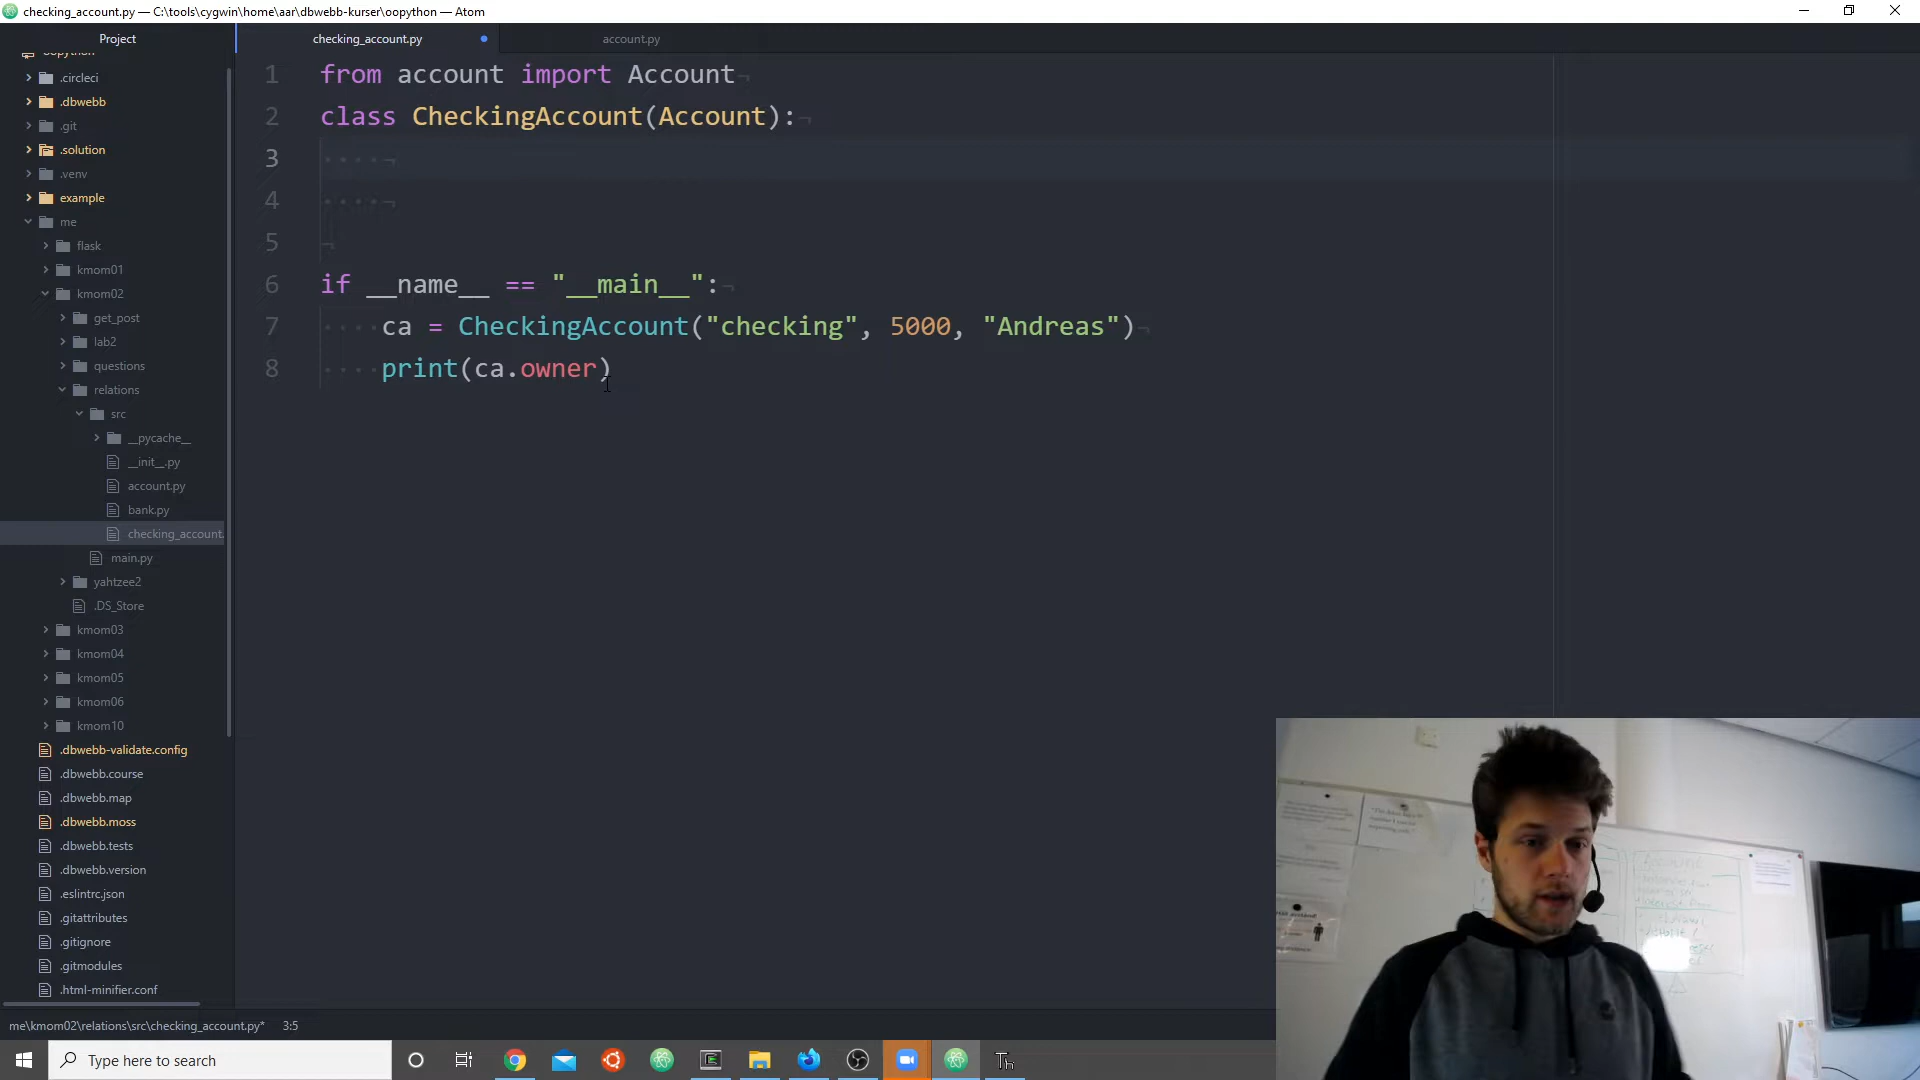 checking_account.py — C:\tools\cygwin\home\aar\dbwebb-kurser\oopython — Atom
Project
checking_account.py
account.py
oopython
.circleci
.dbwebb
.git
.solution
.venv
example
me
flask
kmom01
kmom02
get_post
lab2
questions
relations
src
__pycache__
__init__.py
account.py
bank.py
checking_account.
main.py
yahtzee2
.DS_Store
kmom03
kmom04
kmom05
kmom06
kmom10
.dbwebb-validate.config
.dbwebb.course
.dbwebb.map
.dbwebb.moss
.dbwebb.tests
.dbwebb.version
.eslintrc.json
.gitattributes
.gitignore
.gitmodules
.html-minifier.conf
1 from account import Account
2 class CheckingAccount(Account):
3
4
5
6 if __name__ == "__main__":
7 ca = CheckingAccount("checking", 5000, "Andreas")
8 print(ca.owner)
me\kmom02\relations\src\checking_account.py* 3:5
Type here to search
Th